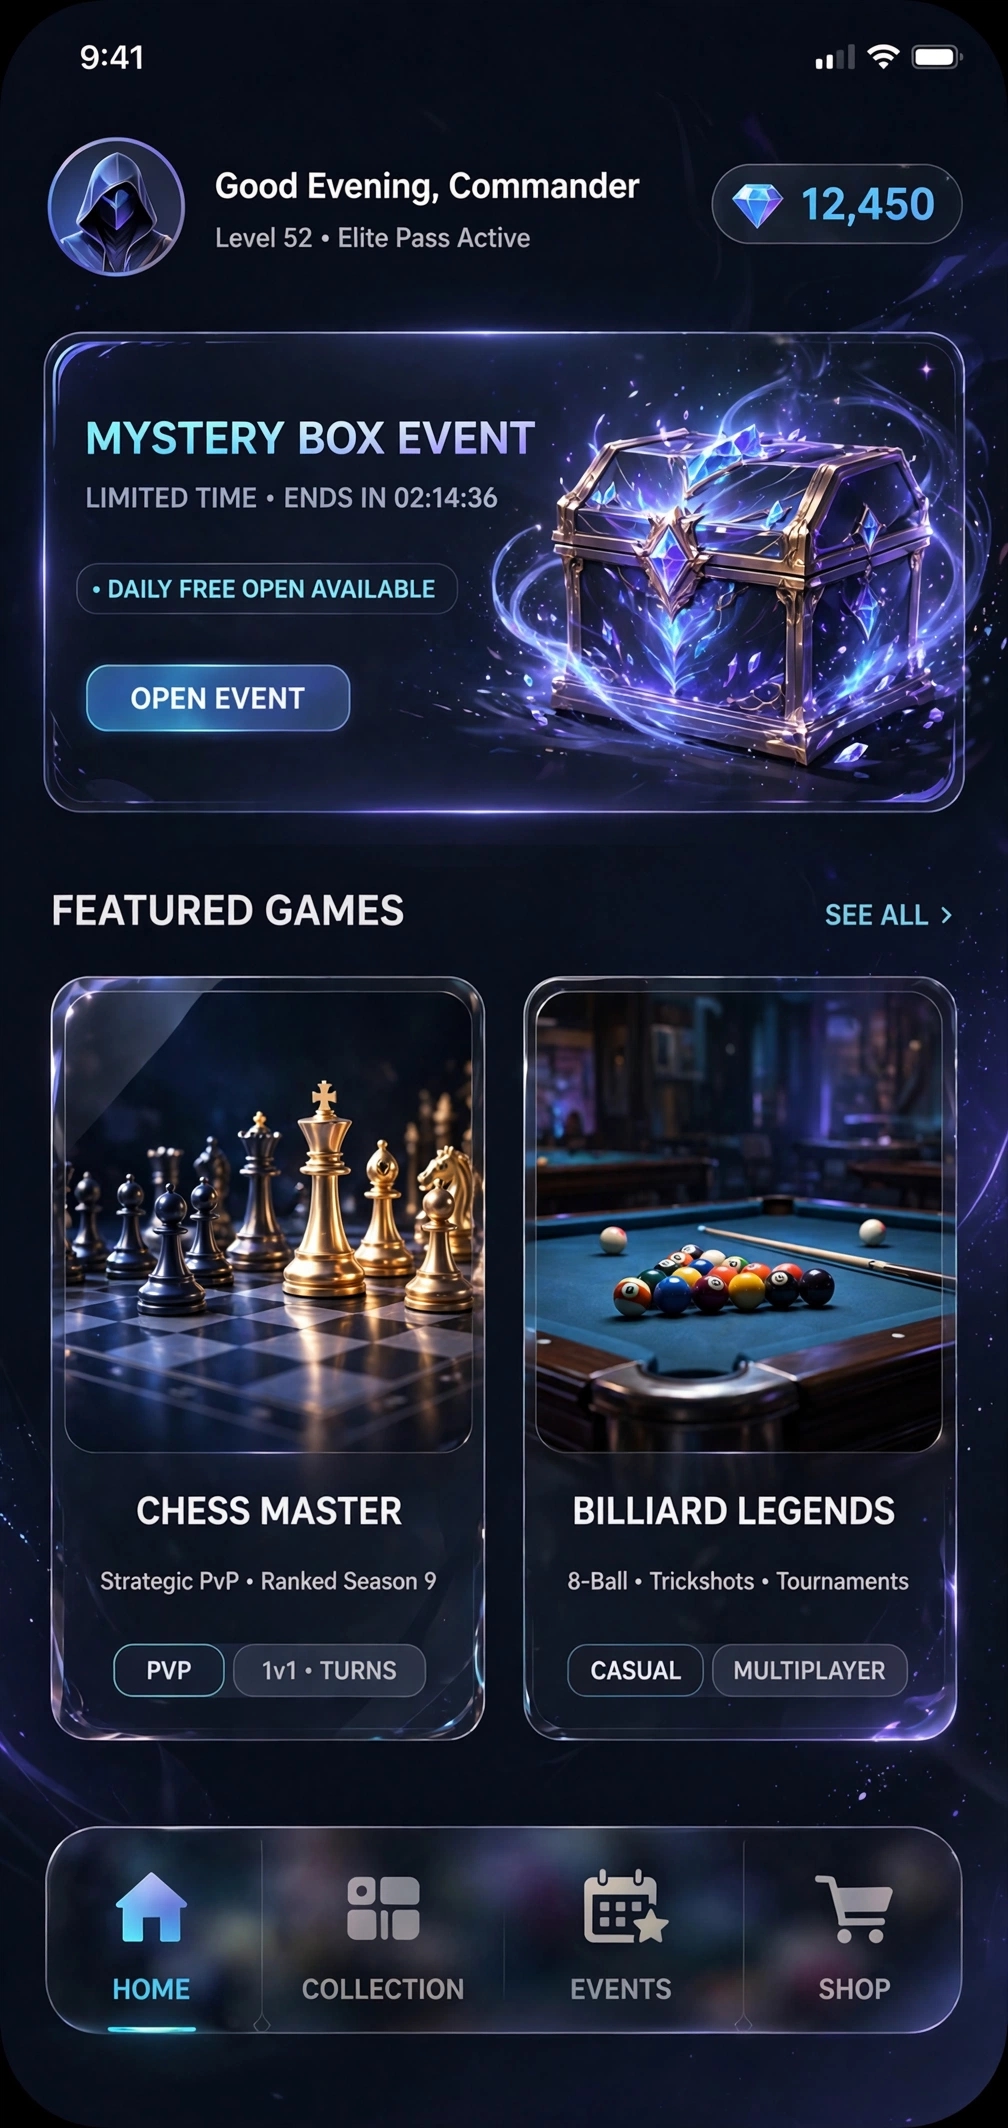 9:41
Good Evening, Commander
Level 52 • Elite Pass Active
12,450
MYSTERY BOX EVENT
LIMITED TIME • ENDS IN 02:14:36
• DAILY FREE OPEN AVAILABLE
OPEN EVENT
FEATURED GAMES
SEE ALL >
CHESS MASTER
Strategic PvP • Ranked Season 9
PVP
1v1 • TURNS
BILLIARD LEGENDS
8-Ball • Trickshots • Tournaments
CASUAL
MULTIPLAYER
HOME
COLLECTION
EVENTS
SHOP